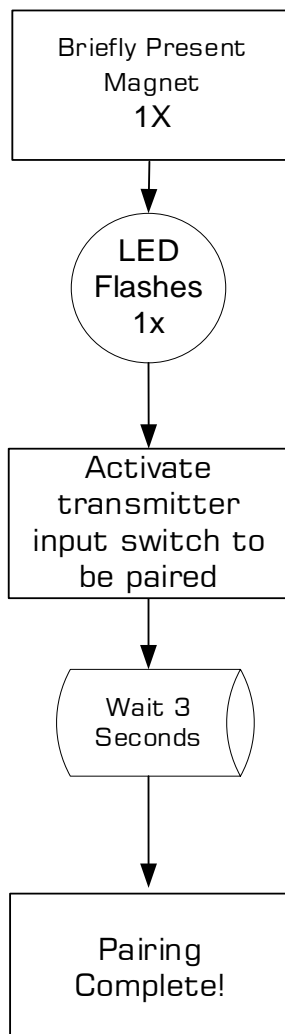 Briefly Present
Magnet
1X
LED
Flashes
1x
Activate
transmitter
input switch to
be paired
Wait 3
Seconds
Pairing
Complete!